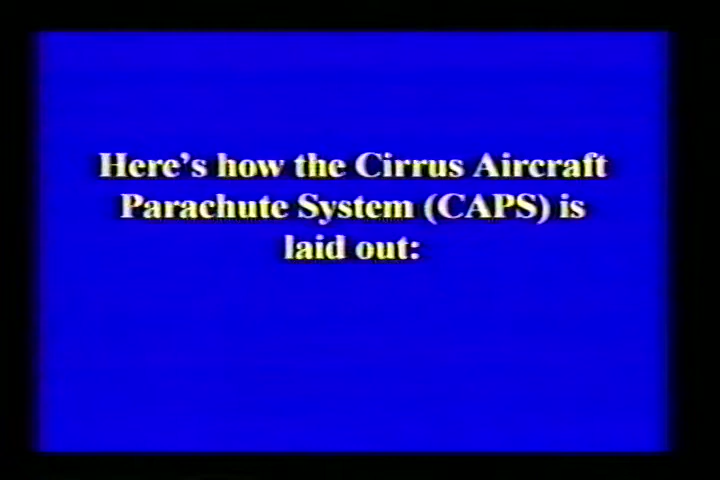 Here’s how the Cirrus Aircraft
Parachute System (CAPS) is
laid out: